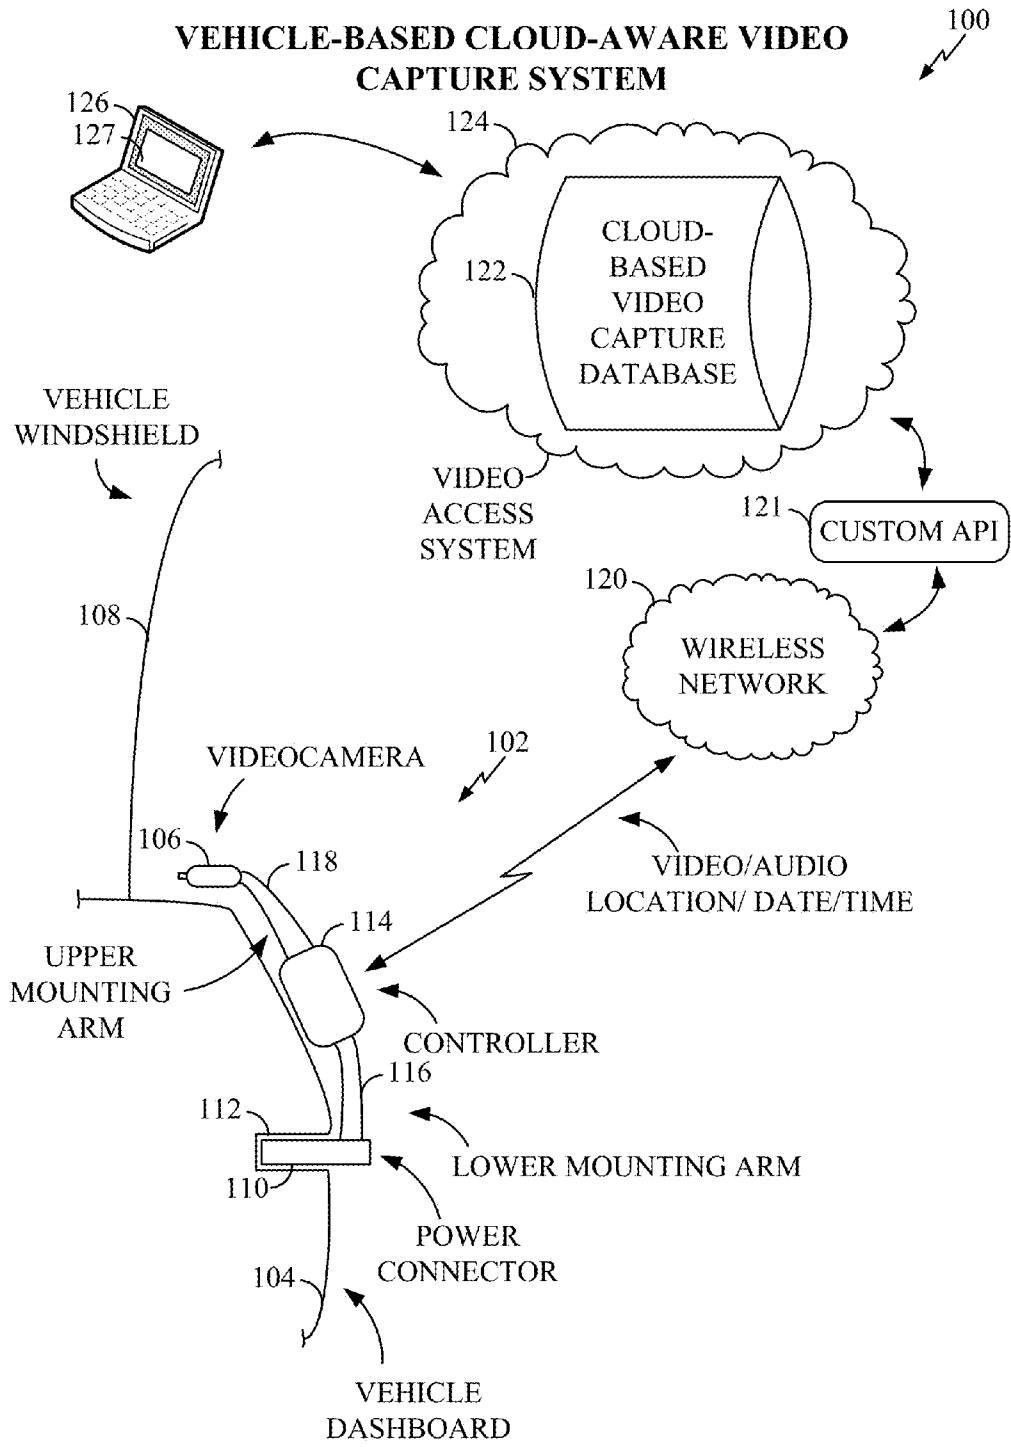 VEHICLE-BASED CLOUD-AWARE VIDEO
CAPTURE SYSTEM
100
126
127
124
122
CLOUD-
BASED
VIDEO
CAPTURE
DATABASE
VEHICLE
WINDSHIELD
VIDEO
ACCESS
SYSTEM
121
CUSTOM API
120
WIRELESS
NETWORK
108
102
VIDEOCAMERA
106
118
VIDEO/AUDIO
LOCATION/ DATE/TIME
114
UPPER
MOUNTING
ARM
CONTROLLER
116
112
LOWER MOUNTING ARM
110
POWER
CONNECTOR
104
VEHICLE
DASHBOARD